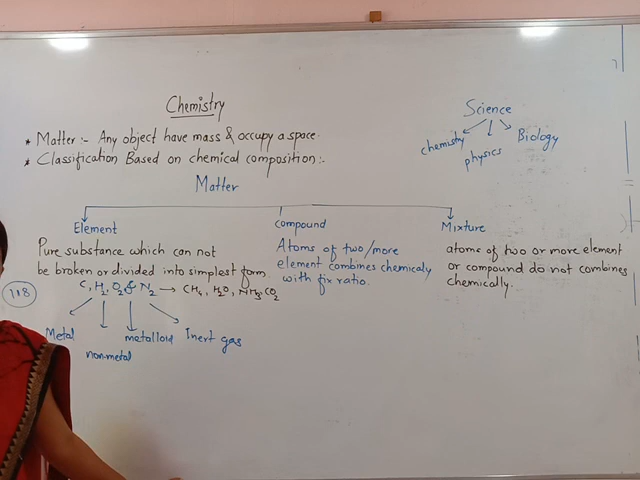 Chemistry
Science
chemistry
physics
Biology
* Matter :- Any object have mass & occupy a space.
* Classification Based on chemical composition :-
Matter
Element
Pure substance which can not
be broken or divided into simplest form.
C, H₂, O₂ & N₂ → CH₄, H₂O, NH₃, CO₂
118
Metal
non-metal
metalloid
Inert gas
compound
Atoms of two/more
element combines chemicaly
with fix ratio.
Mixture
atoms of two or more element
or compound do not combines
chemically.